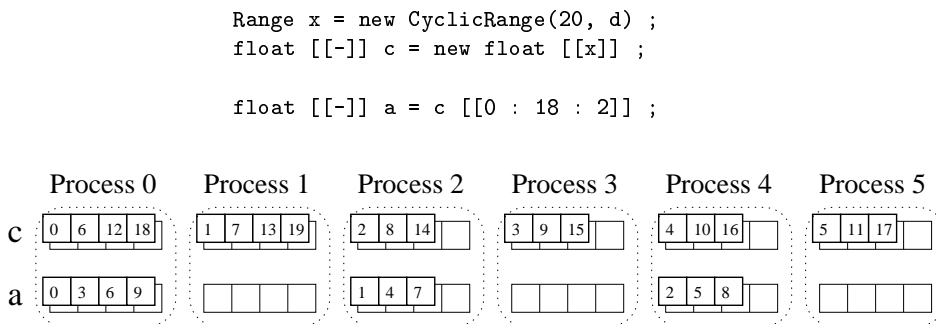 Range x = new CyclicRange(20, d) ;
float [[-]] c = new float [[x]] ;
float [[-]] a = c [[0 : 18 : 2]] ;
Process 0 Process 1 Process 2 Process 3 Process 4 Process 5
c 0 6 12 18 1 7 13 19 2 8 14 3 9 15 4 10 16 5 11 17
a 0 3 6 9 1 4 7 2 5 8